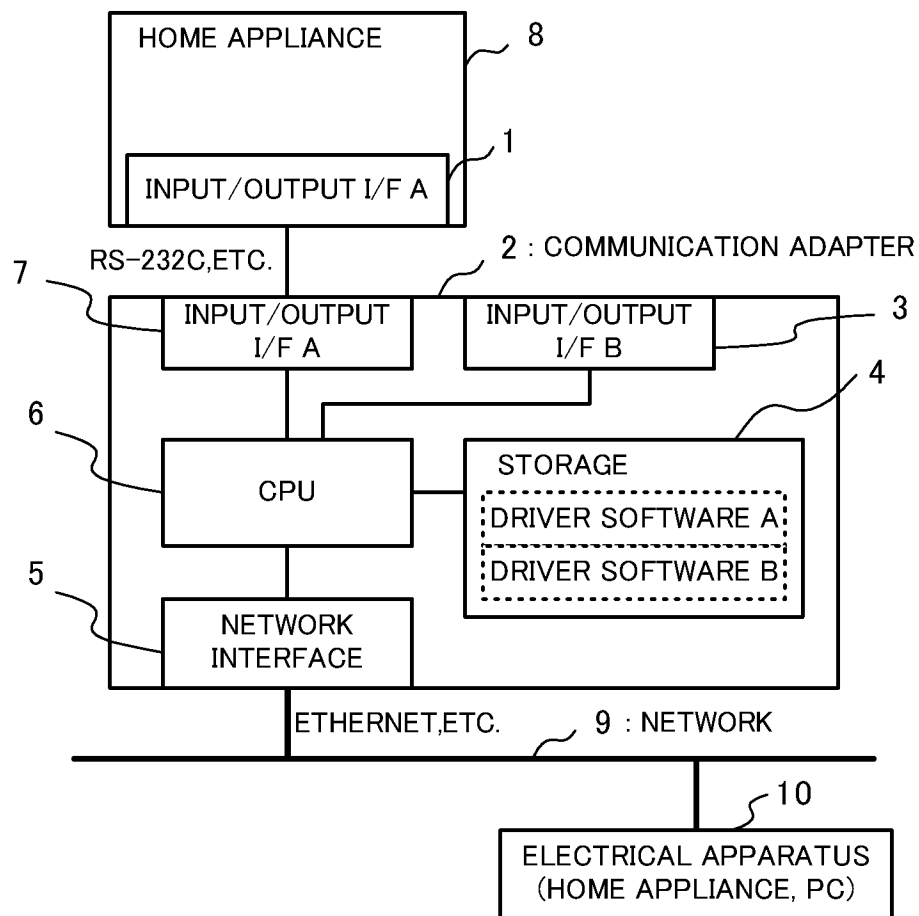 HOME APPLIANCE
8
1
INPUT/OUTPUT I/F A
RS-232C,ETC.
2 : COMMUNICATION ADAPTER
7
INPUT/OUTPUT
I/F A
INPUT/OUTPUT
I/F B
3
4
6
CPU
STORAGE
DRIVER SOFTWARE A
DRIVER SOFTWARE B
5
NETWORK
INTERFACE
ETHERNET,ETC.
9 : NETWORK
10
ELECTRICAL APPARATUS
(HOME APPLIANCE, PC)